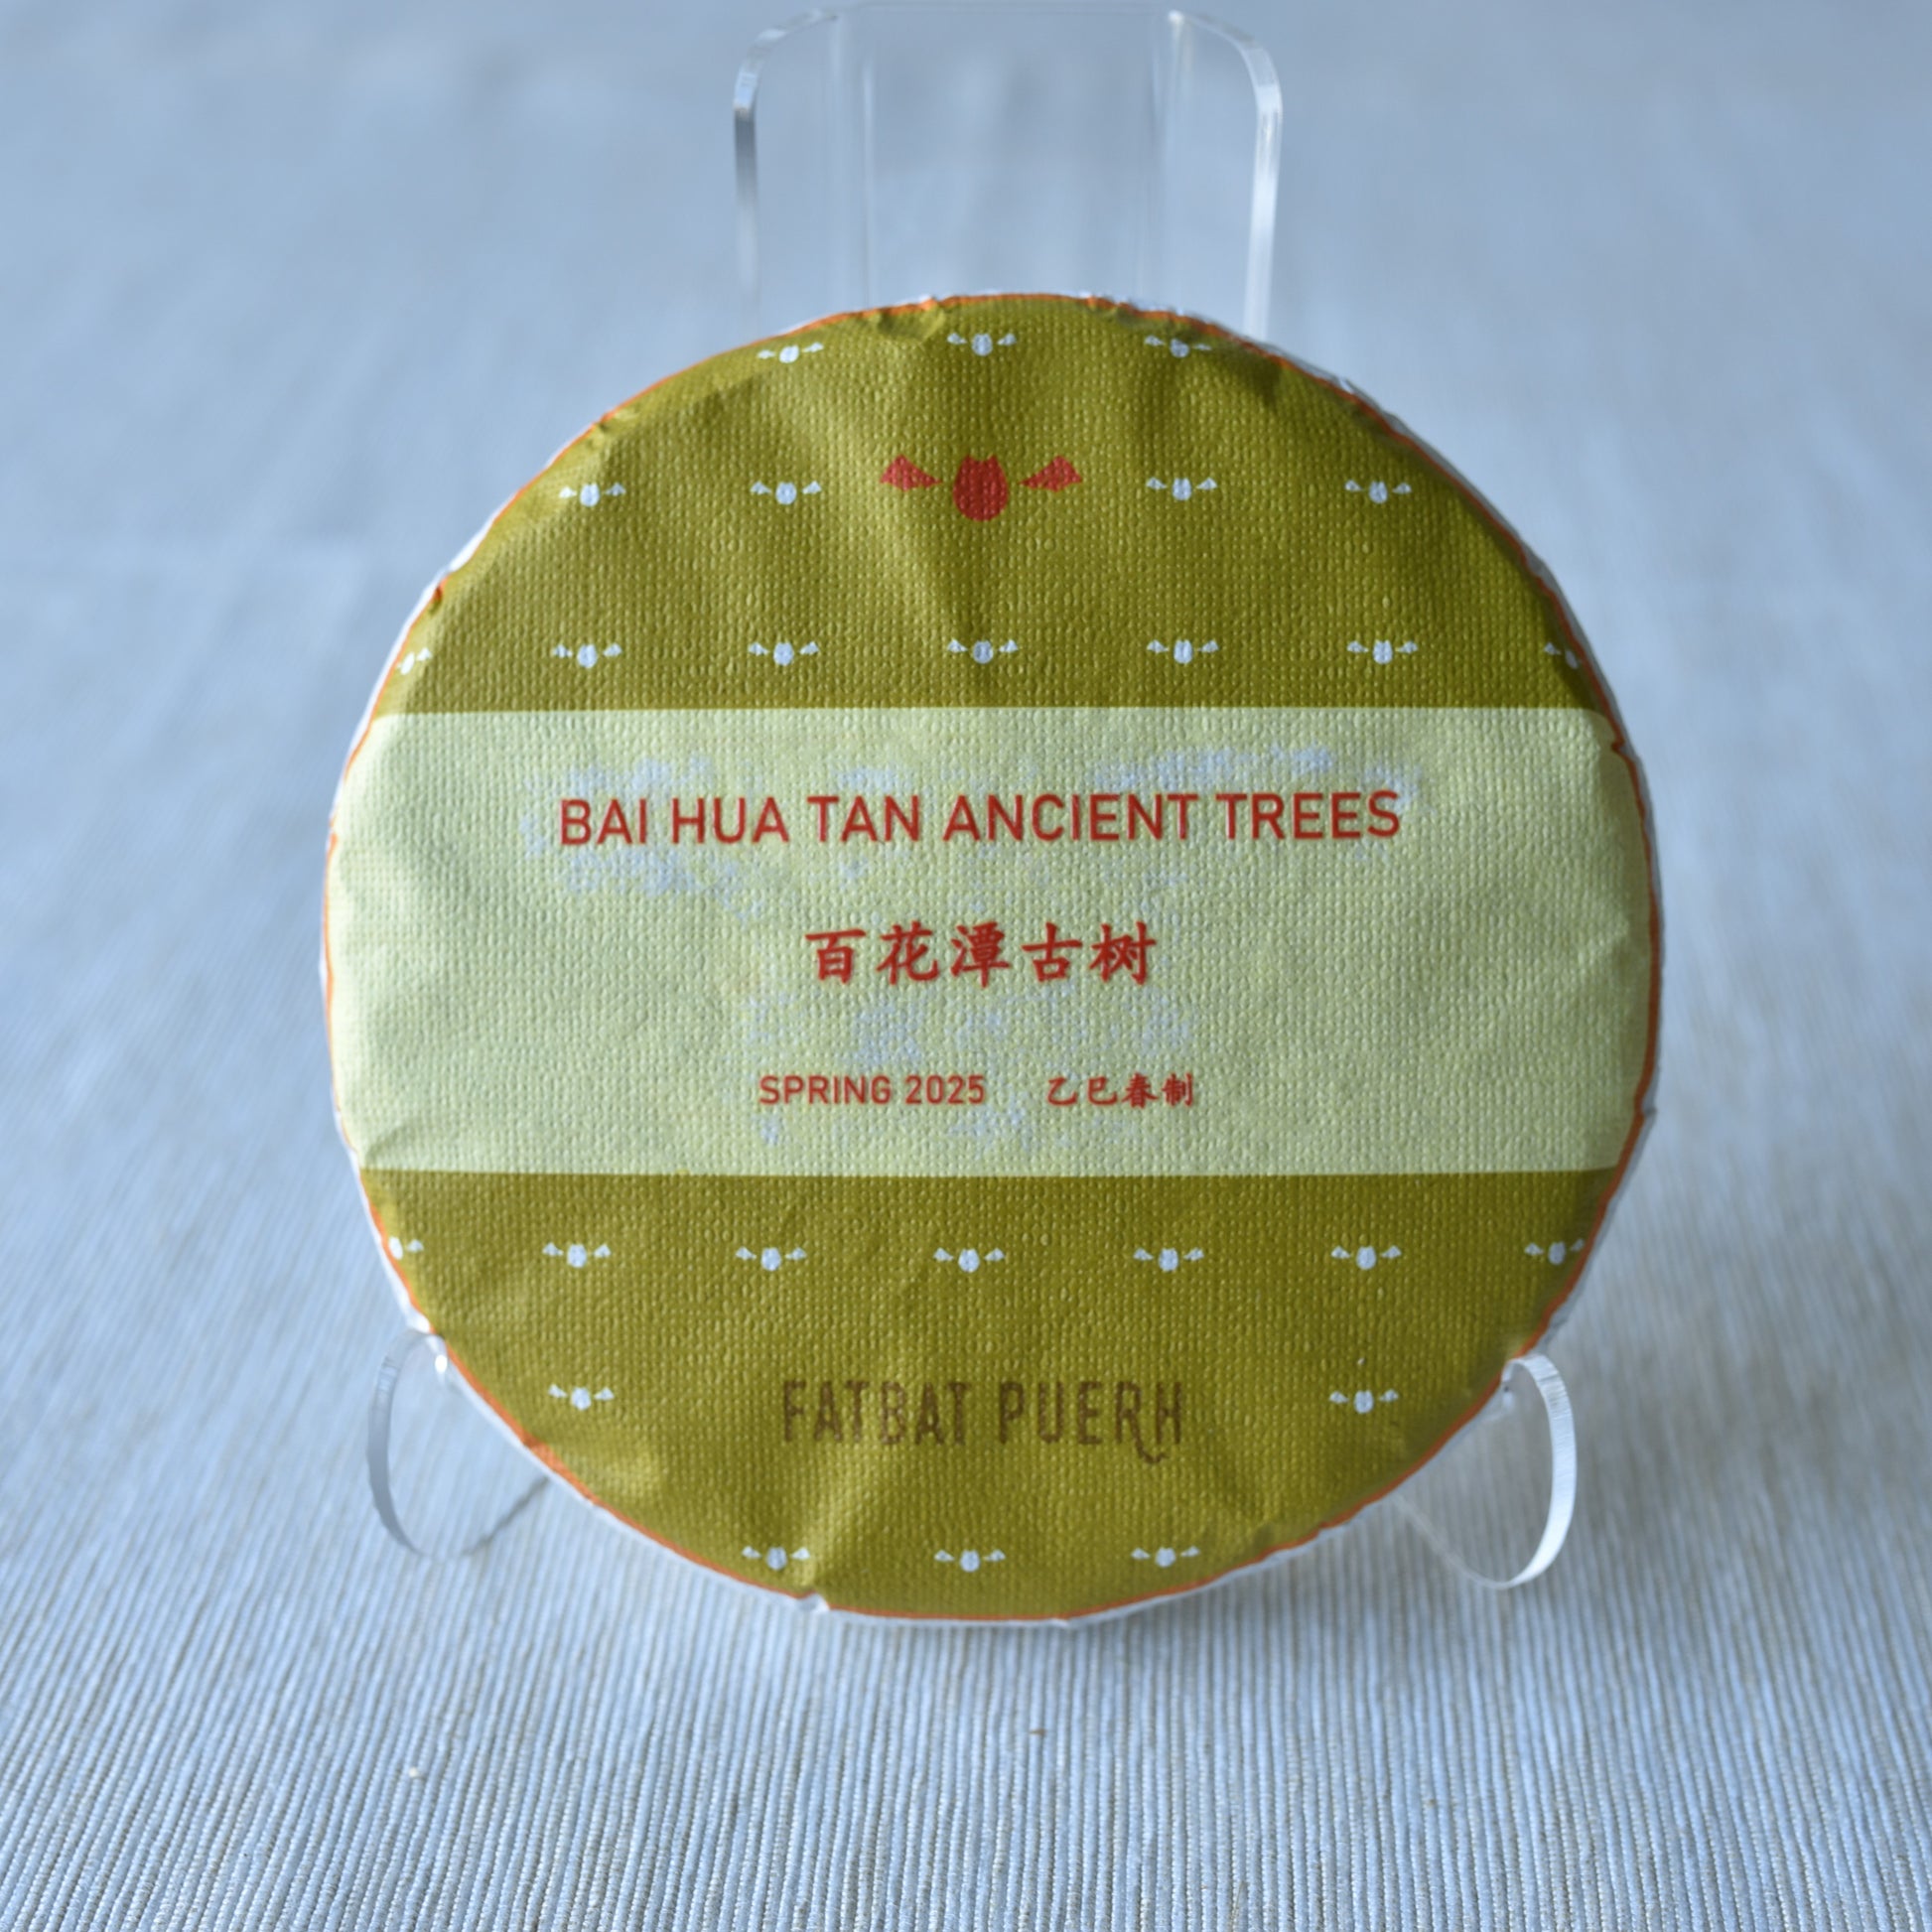 BAI HUA TAN ANCIENT TREES
百花潭古树
SPRING 2025 乙巳春制
FATBAT PUERH